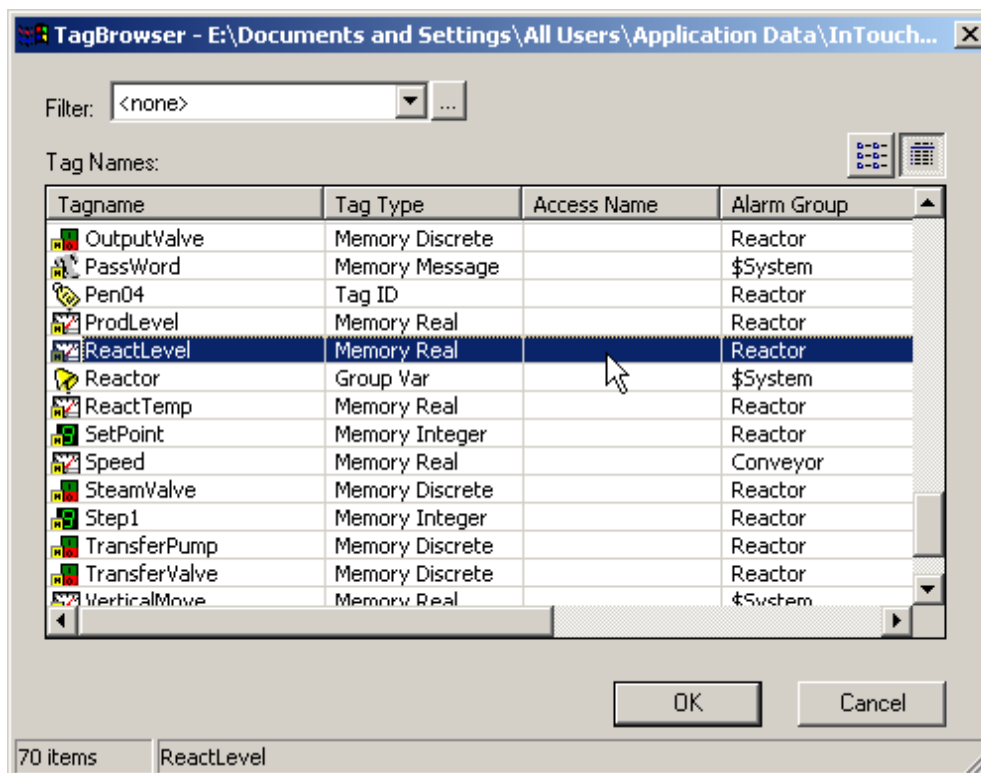 TagBrowser - E:\Documents and Settings\All Users\Application Data\InTouch...
Filter: <none> ...
Tag Names:
Tagname Tag Type Access Name Alarm Group
OutputValve Memory Discrete Reactor
PassWord Memory Message $System
Pen04 Tag ID Reactor
ProdLevel Memory Real Reactor
ReactLevel Memory Real Reactor
Reactor Group Var $System
ReactTemp Memory Real Reactor
SetPoint Memory Integer Reactor
Speed Memory Real Conveyor
SteamValve Memory Discrete Reactor
Step1 Memory Integer Reactor
TransferPump Memory Discrete Reactor
TransferValve Memory Discrete Reactor
VerticalMove Memory Real $System
OK Cancel
70 items ReactLevel